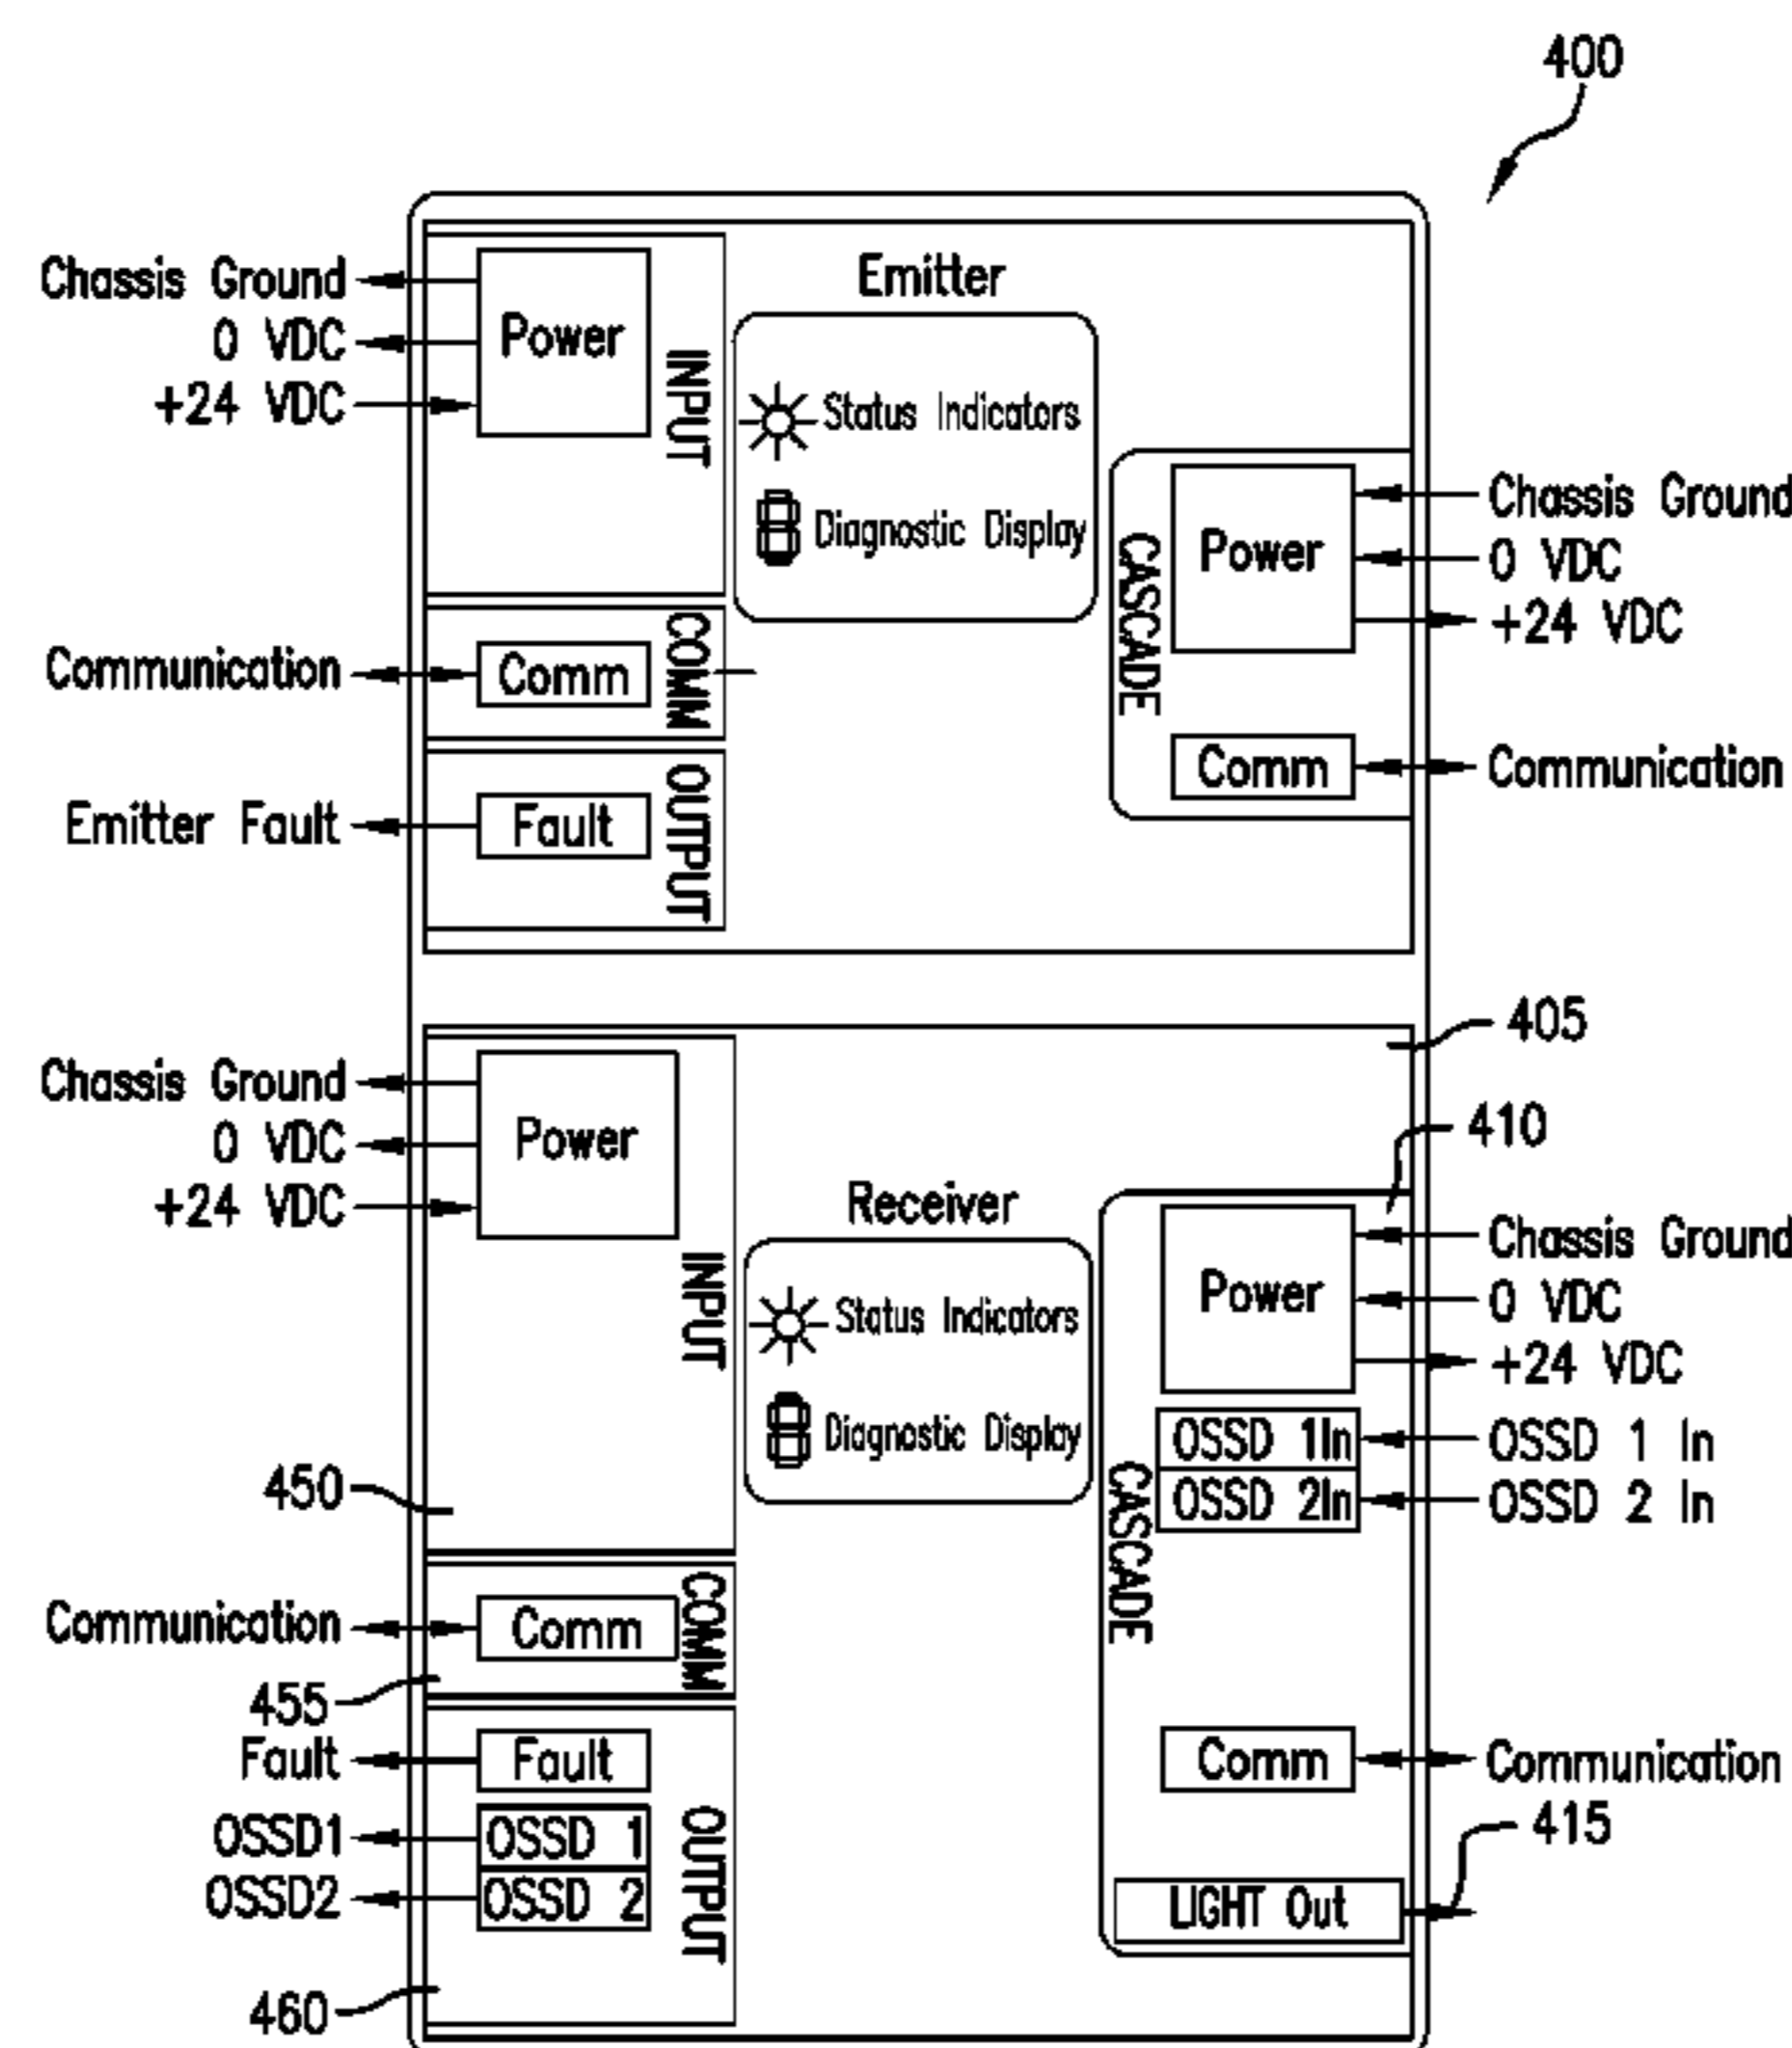 400
Chassis Ground
0 VDC
+24 VDC
Power
INPUT
Emitter
Status Indicators
Diagnostic Display
Communication
Comm
COMM
Emitter Fault
Fault
OUTPUT
CASCADE
Power
Chassis Ground
0 VDC
+24 VDC
Comm
Communication
405
Chassis Ground
0 VDC
+24 VDC
Power
INPUT
450
Receiver
Status Indicators
Diagnostic Display
410
CASCADE
Power
Chassis Ground
0 VDC
+24 VDC
OSSD 1In
OSSD 1 In
OSSD 2In
OSSD 2 In
Communication
Comm
COMM
455
Fault
Fault
OSSD1
OSSD 1
OSSD2
OSSD 2
OUTPUT
460
Comm
Communication
415
LIGHT Out